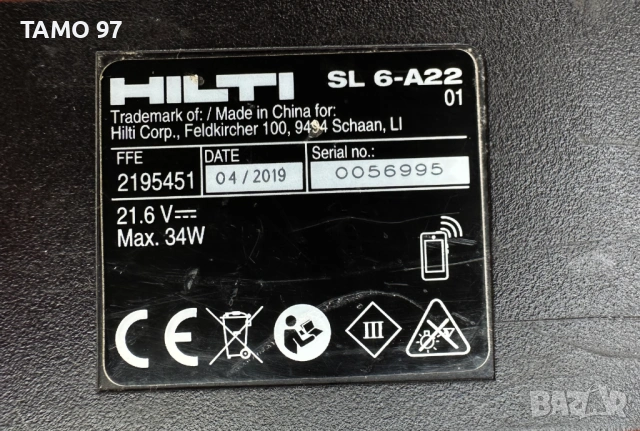 TAMO 97
HILTI SL 6-A22
01
Trademark of: / Made in China for:
Hilti Corp., Feldkircher 100, 9494 Schaan, LI
FFE DATE Serial no.:
2195451 04/2019 0056995
21.6 V
Max. 34W
CE III
BAZAR